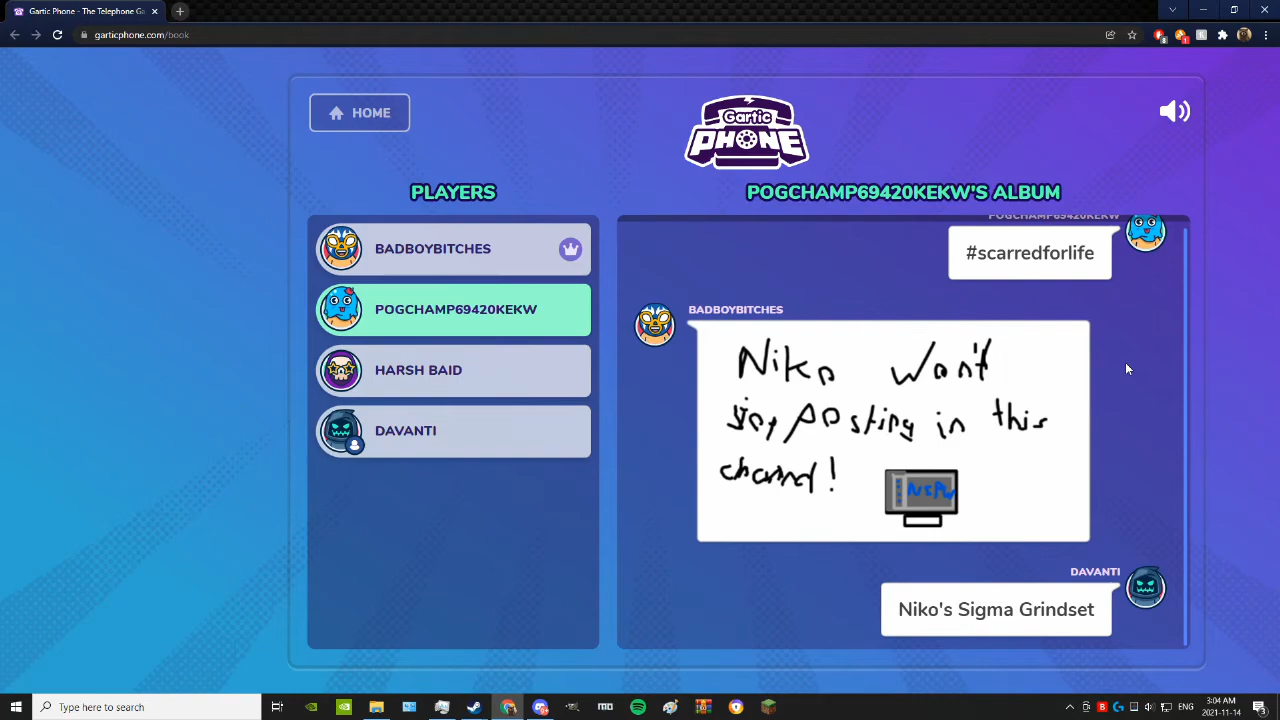 Gartic Phone - The Telephone Ga
garticphone.com/book
HOME
Gartic
PHONE
PLAYERS
POGCHAMP69420KEKW'S ALBUM
BADBOYBITCHES
POGCHAMP69420KEKW
HARSH BAID
DAVANTI
POGCHAMP69420KEKW
#scarredforlife
BADBOYBITCHES
Niko Won't
posting in this
channel!
DAVANTI
Niko's Sigma Grindset
Type here to search
ENG
3:04 AM
2021-11-14